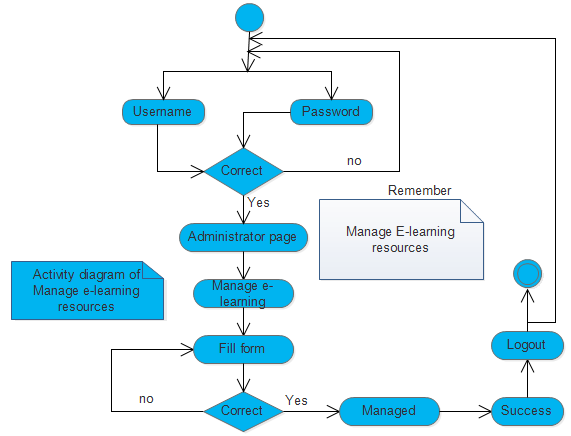 Username
Password
Correct
no
Yes
Remember
Administrator page
Manage E-learning
resources
Activity diagram of
Manage e-learning
resources
Manage e-
learning
Fill form
Logout
no
Correct
Yes
Managed
Success